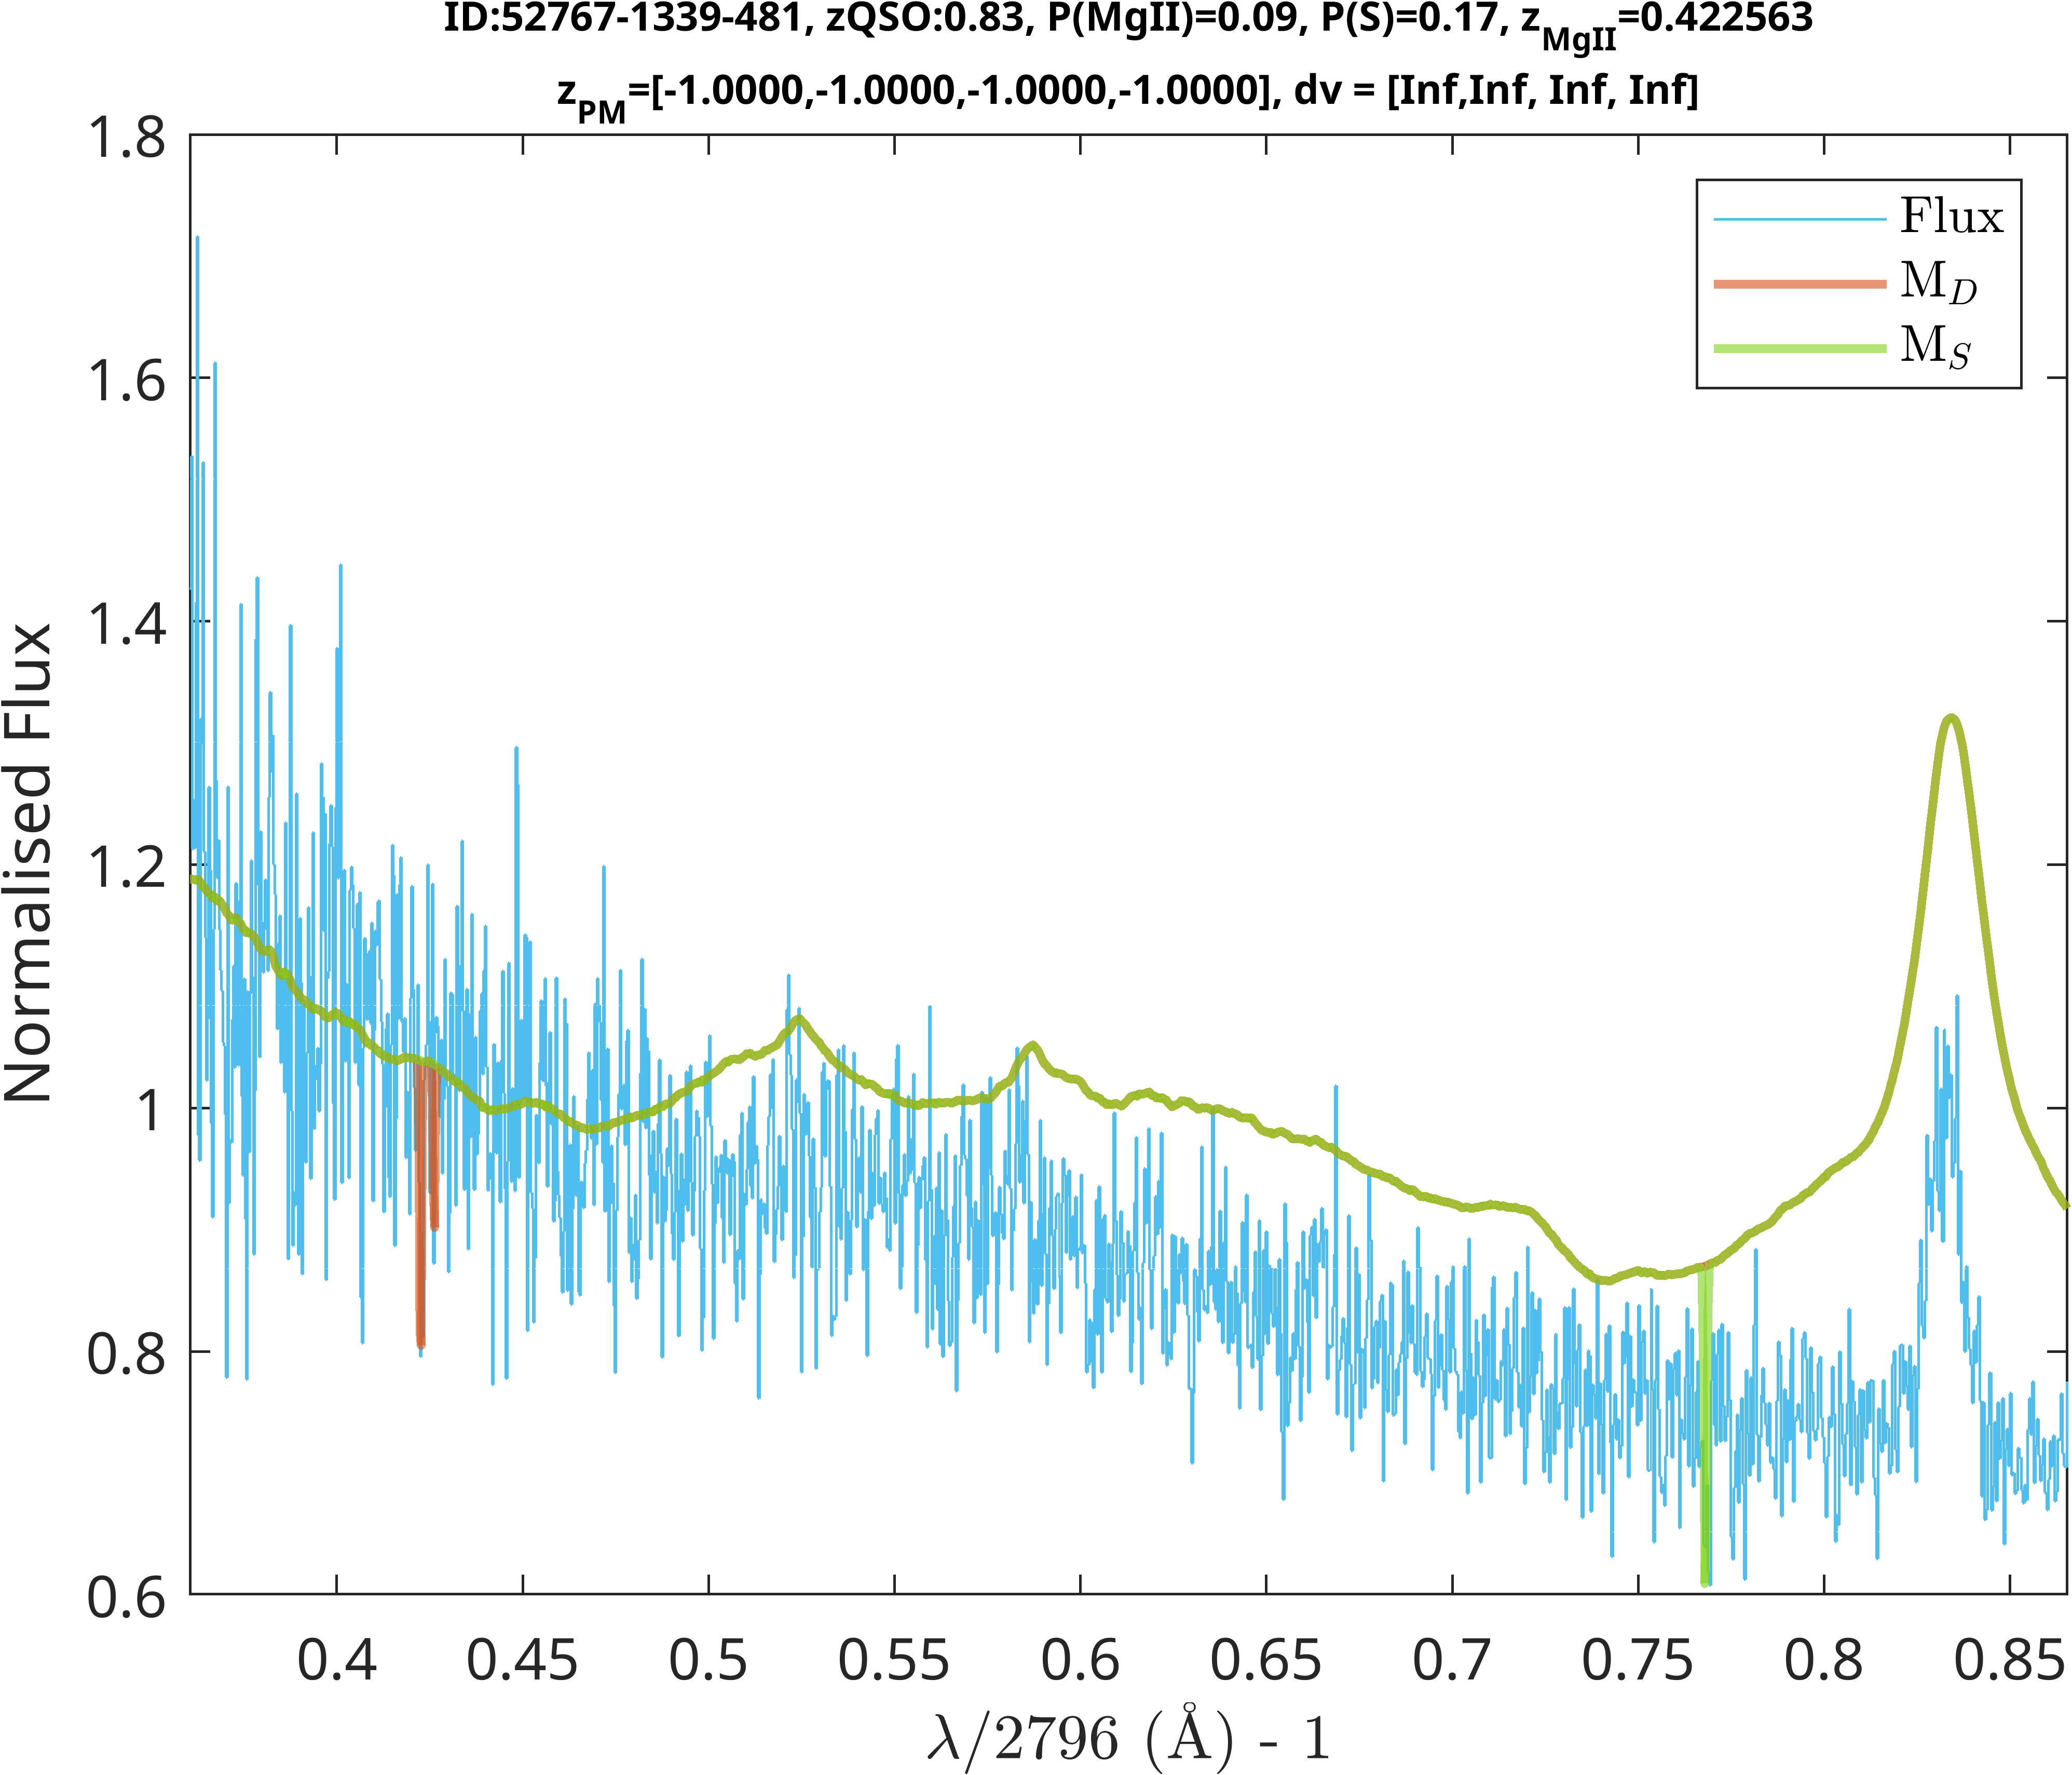 ID:52767-1339-481, zQSO:0.83, P(MgII)=0.09, P(S)=0.17, zMgII=0.422563
zPM=[-1.0000,-1.0000,-1.0000,-1.0000], dv = [Inf,Inf, Inf, Inf]
1.8
1.6
1.4
1.2
1
0.8
0.6
Normalised Flux
Flux
MD
MS
0.4 0.45 0.5 0.55 0.6 0.65 0.7 0.75 0.8 0.85
λ/2796 (Å) - 1